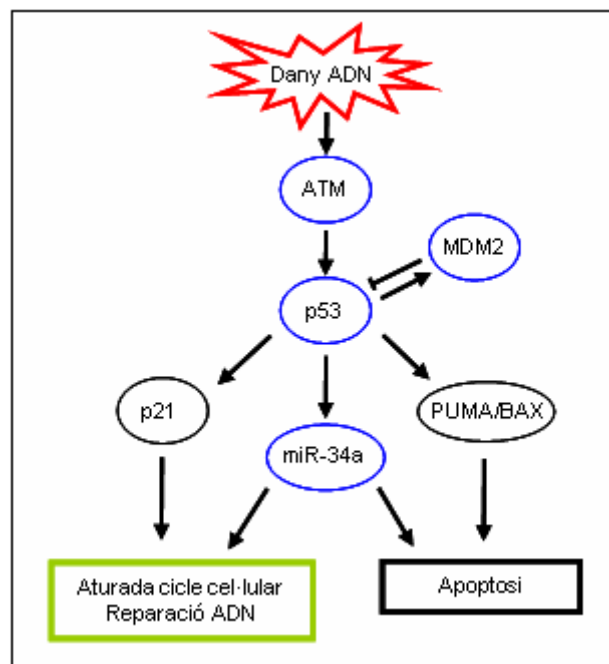 Dany ADN
ATM
MDM2
p53
p21
PUMA/BAX
miR-34a
Aturada cicle cel·lular
Reparació ADN
Apoptosi